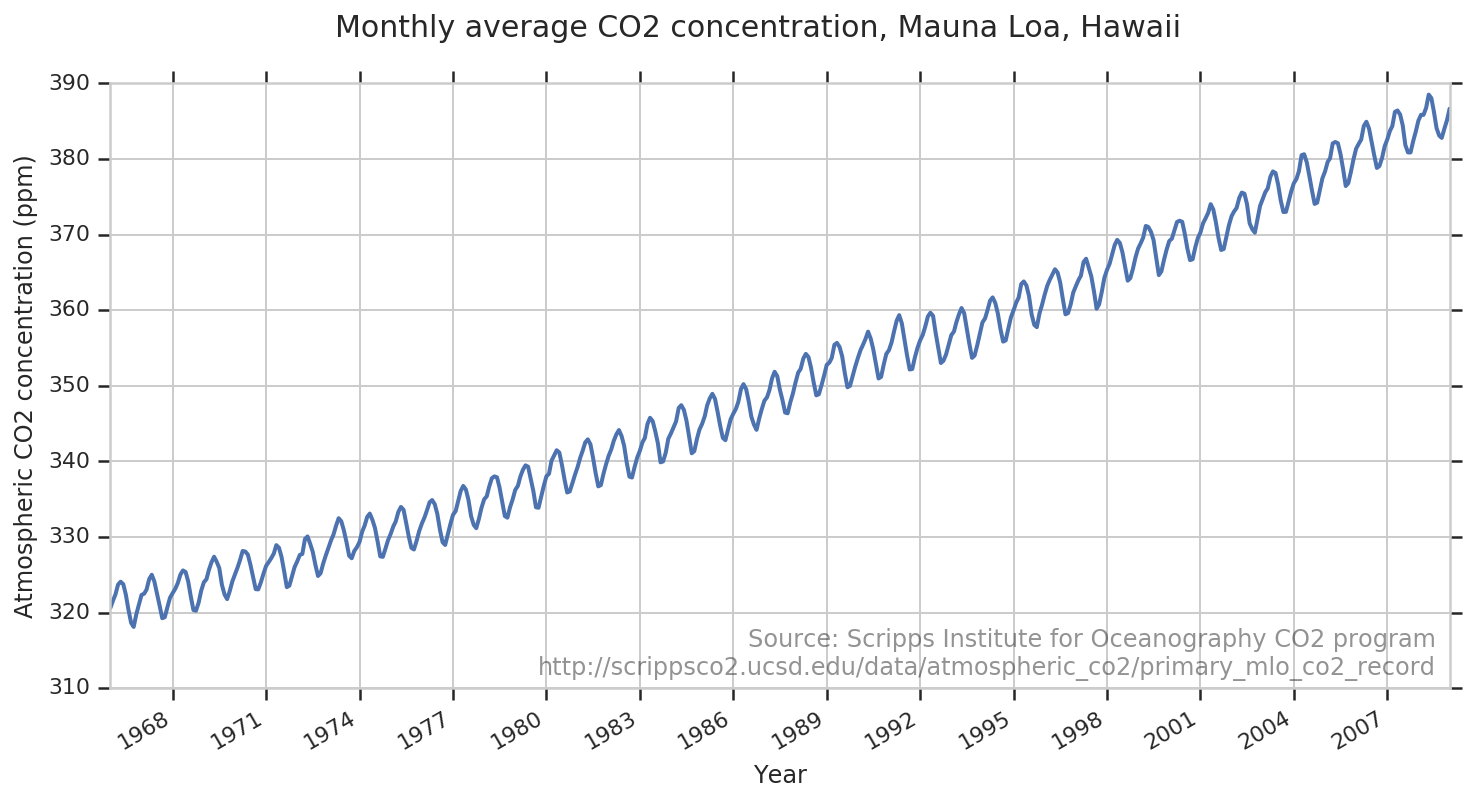 Monthly average CO2 concentration, Mauna Loa, Hawaii
Atmospheric CO2 concentration (ppm)
390
380
370
360
350
340
330
320
310
Source: Scripps Institute for Oceanography CO2 program
http://scrippsco2.ucsd.edu/data/atmospheric_co2/primary_mlo_co2_record
1968 1971 1974 1977 1980 1983 1986 1989 1992 1995 1998 2001 2004 2007
Year